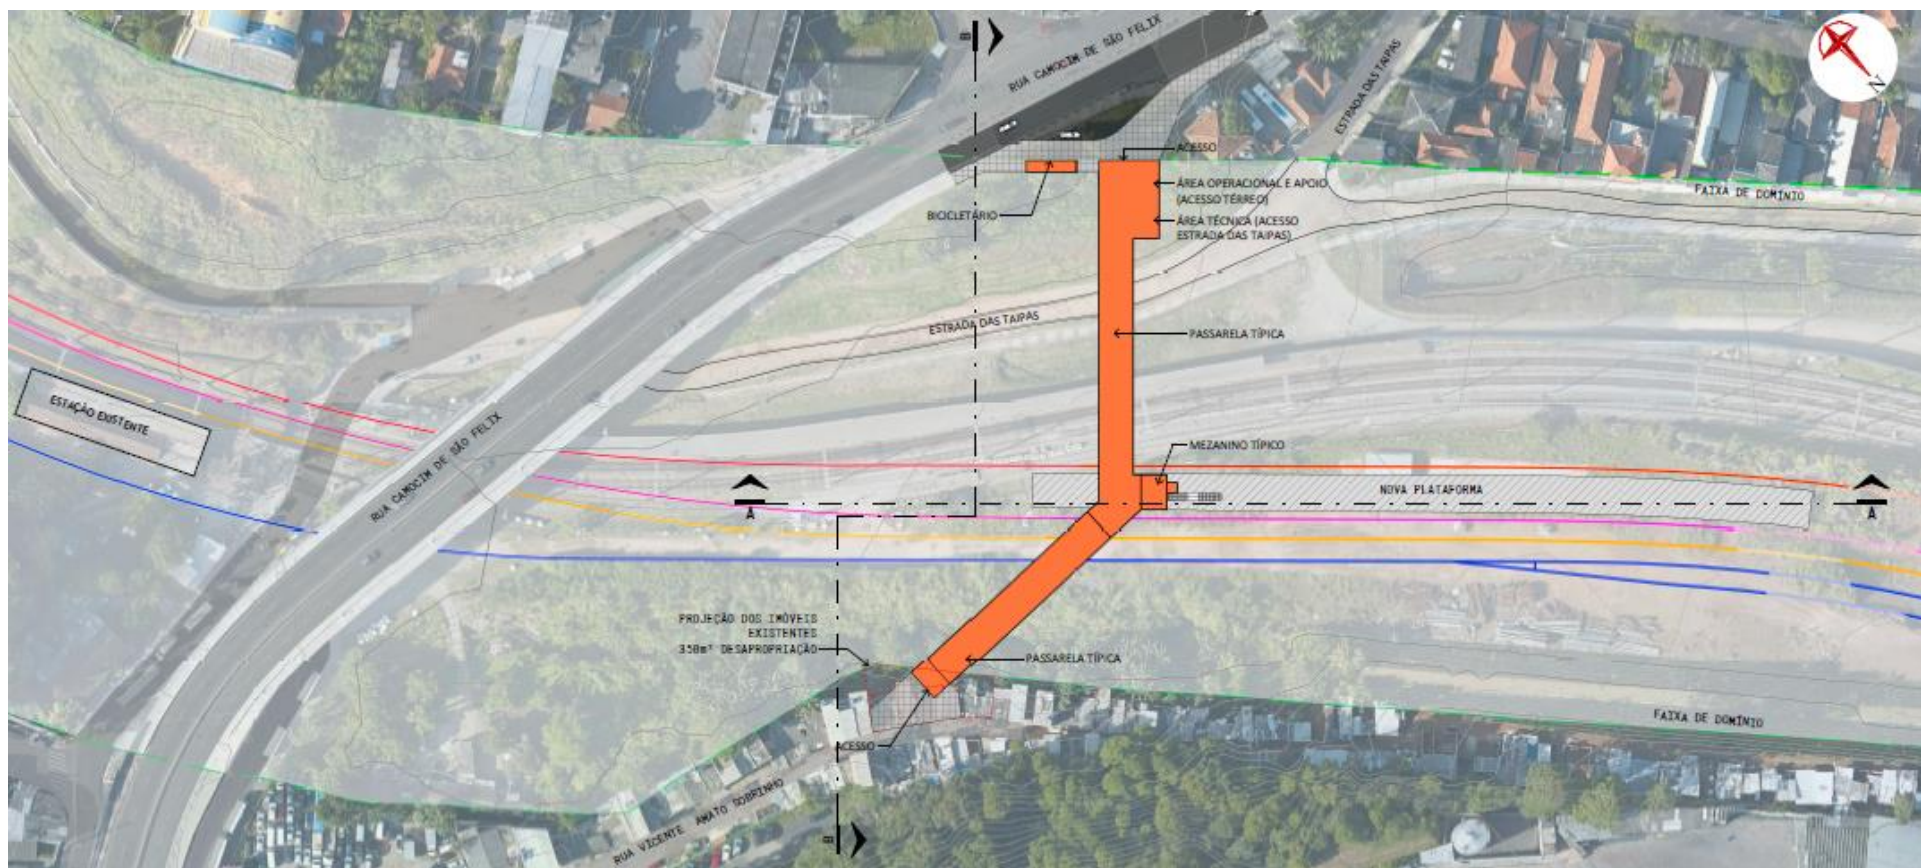 B
RUA CAMOCIM DE SÃO FELIX
ESTRADA DAS TAIPAS
N
ACESSO
ÁREA OPERACIONAL E APOIO
(ACESSO TÉRREO)
FAIXA DE DOMÍNIO
BICICLETÁRIO
ÁREA TÉCNICA (ACESSO
ESTRADA DAS TAIPAS)
ESTRADA DAS TAIPAS
PASSARELA TÍPICA
ESTAÇÃO EXISTENTE
RUA CAMOCIM DE SÃO FELIX
MEZANINO TÍPICO
NOVA PLATAFORMA
A
A
PROJEÇÃO DOS IMÓVEIS
EXISTENTES
350m² DESAPROPRIAÇÃO
PASSARELA TÍPICA
FAIXA DE DOMÍNIO
ACESSO
RUA VICENTE AMATO SOBRINHO
B